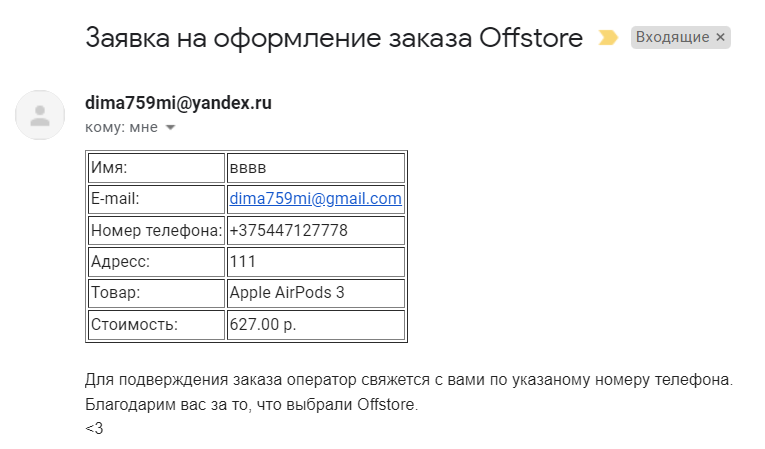 Заявка на оформление заказа Offstore Входящие ×
dima759mi@yandex.ru
кому: мне
Имя: вввв
E-mail: dima759mi@gmail.com
Номер телефона: +375447127778
Адресс: 111
Товар: Apple AirPods 3
Стоимость: 627.00 р.
Для подверждения заказа оператор свяжется с вами по указаному номеру телефона.
Благодарим вас за то, что выбрали Offstore.
<3